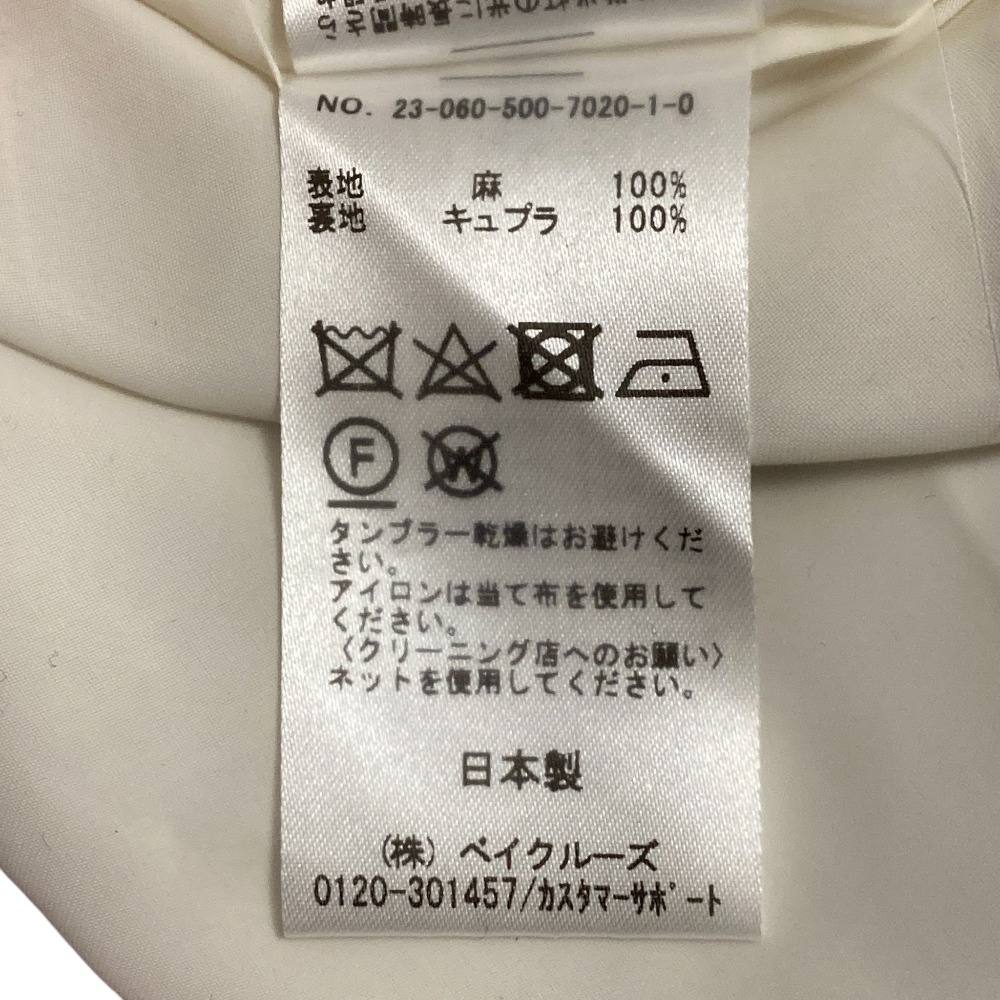 NO. 23-060-500-7020-1-0
表地 麻 100%
裏地 キュプラ 100%
F
W
タンブラー乾燥はお避けくだ
さい。
アイロンは当て布を使用して
ください。
〈クリーニング店へのお願い〉
ネットを使用してください。
日本製
(株) ベイクルーズ
0120-301457/カスタマーサポート